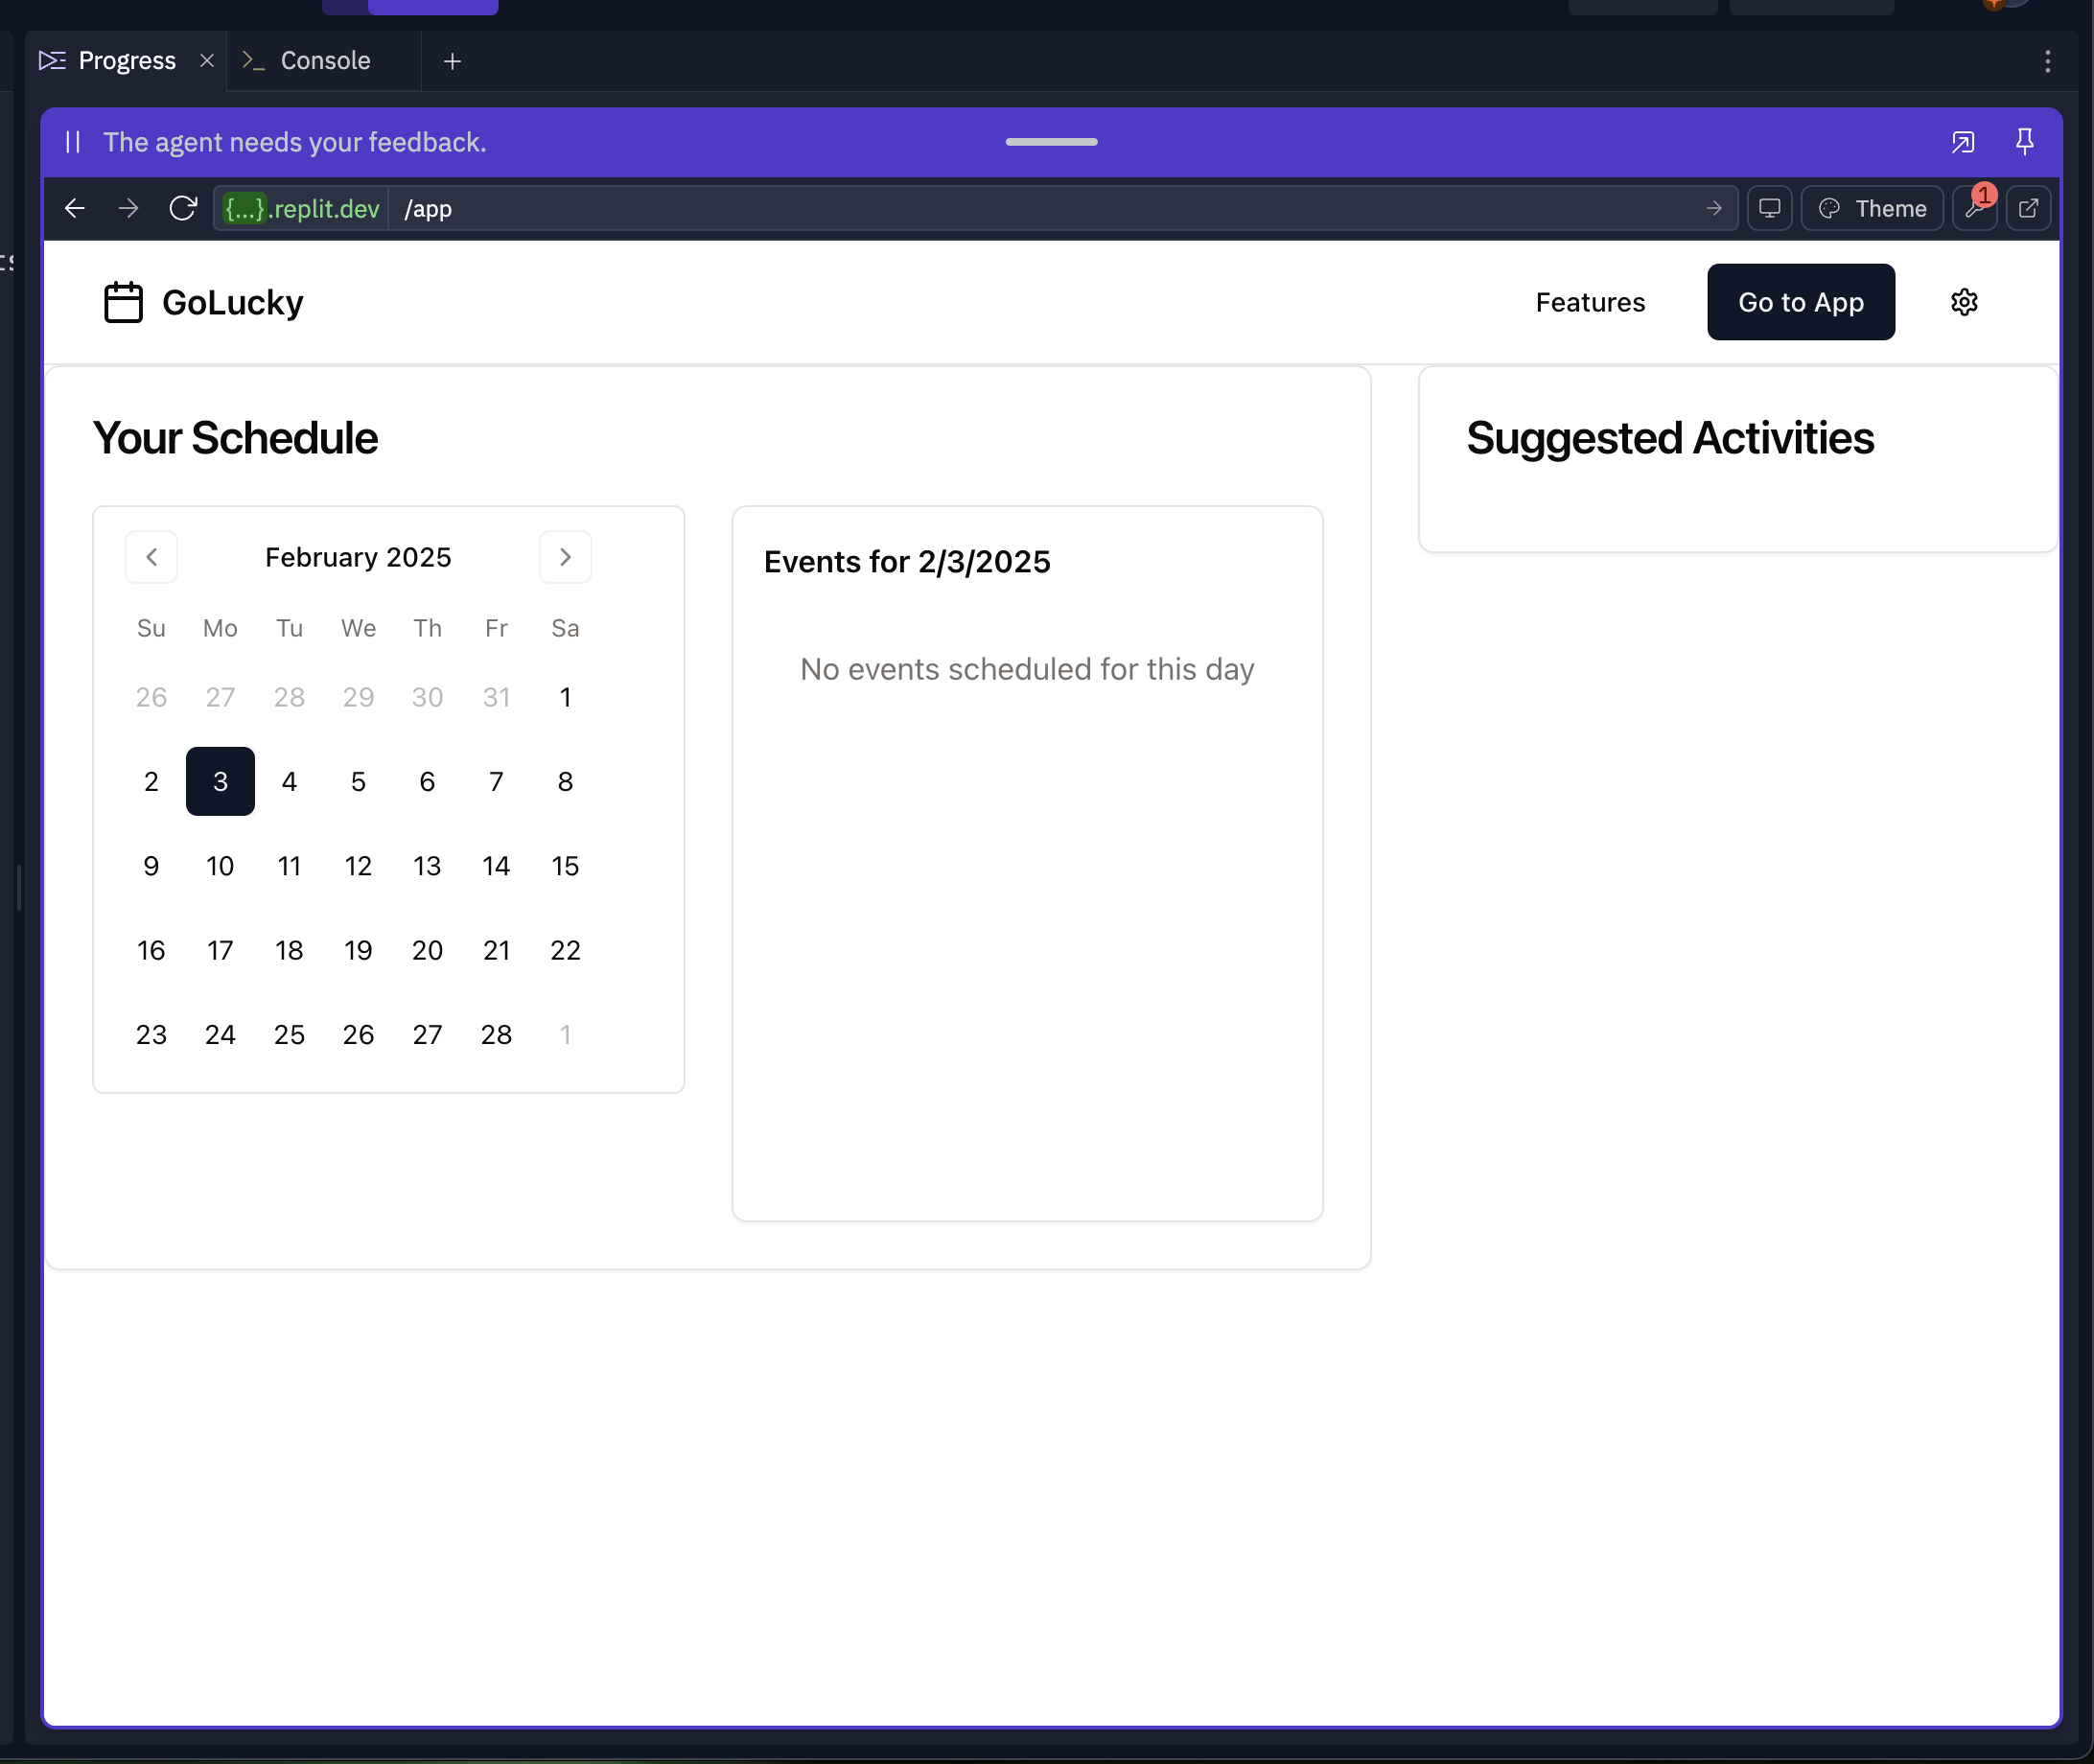 Progress
Console
The agent needs your feedback.
{...}.replit.dev /app
Theme
1
GoLucky
Features
Go to App
Your Schedule
February 2025
Su Mo Tu We Th Fr Sa
26 27 28 29 30 31 1
2 3 4 5 6 7 8
9 10 11 12 13 14 15
16 17 18 19 20 21 22
23 24 25 26 27 28 1
Events for 2/3/2025
No events scheduled for this day
Suggested Activities